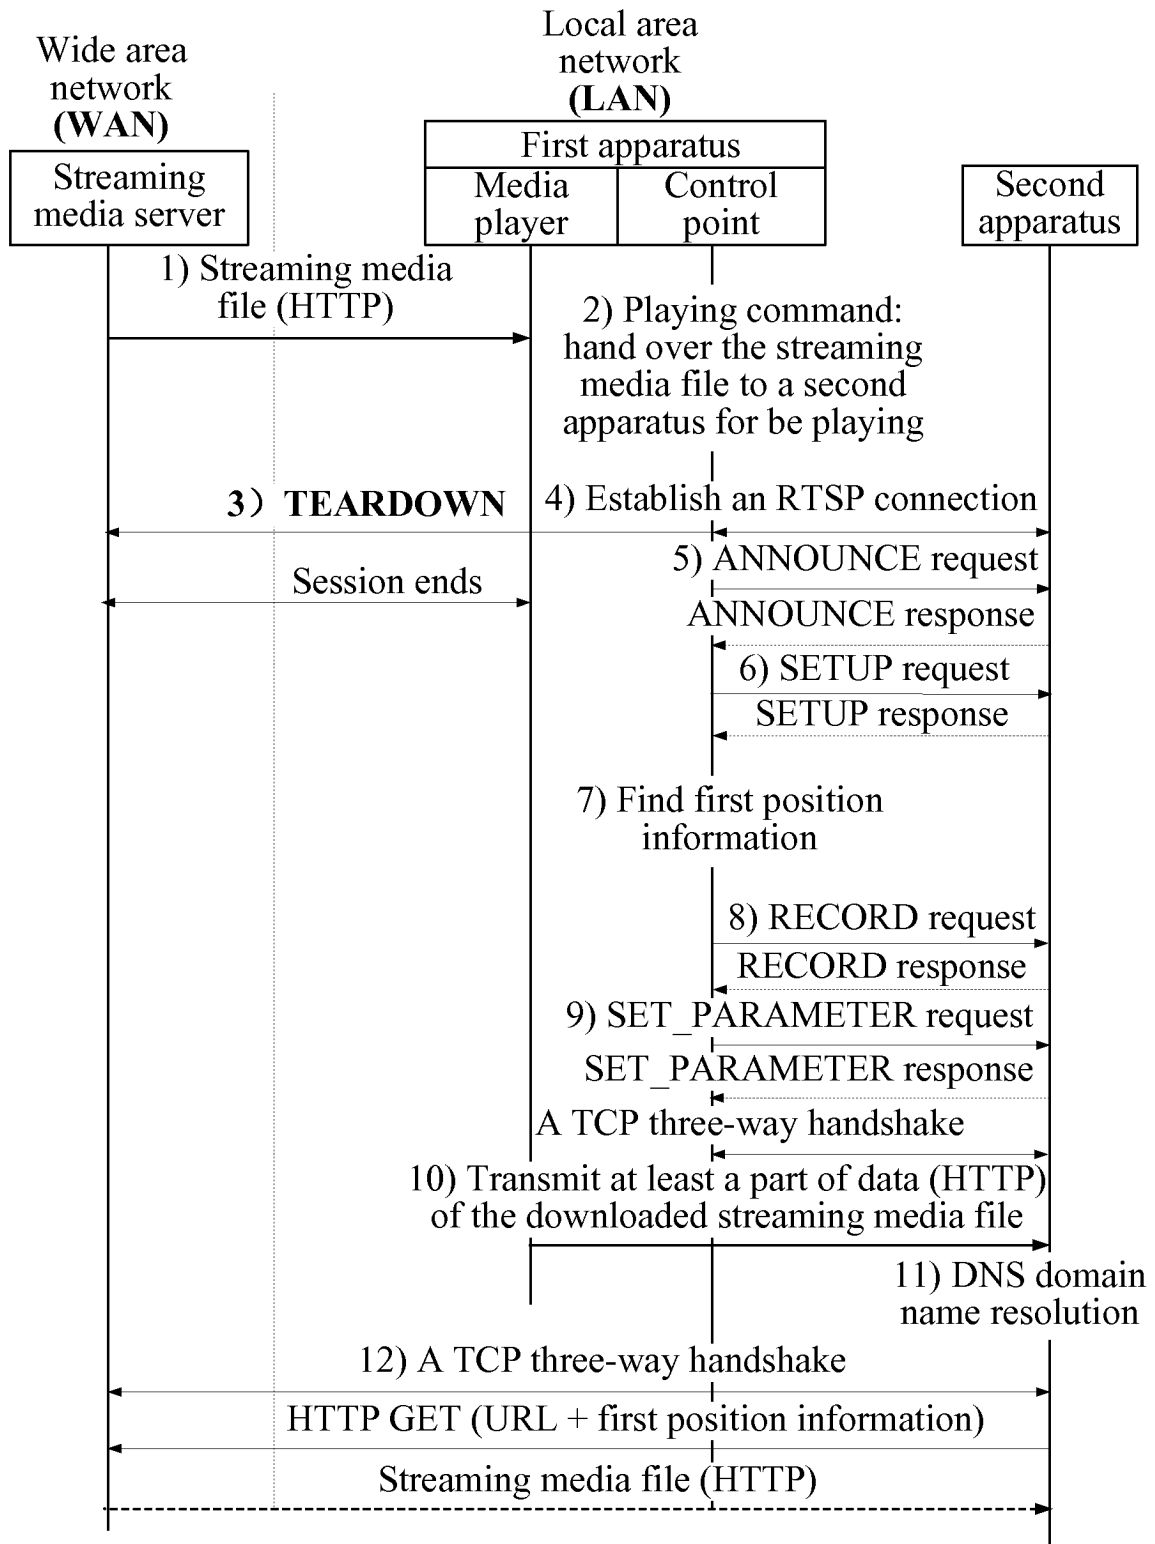 Wide area
network
(WAN)
Local area
network
(LAN)
Streaming
media server
First apparatus
Media
player
Control
point
Second
apparatus
1) Streaming media
file (HTTP)
2) Playing command:
hand over the streaming
media file to a second
apparatus for be playing
3）TEARDOWN
4) Establish an RTSP connection
5) ANNOUNCE request
Session ends
ANNOUNCE response
6) SETUP request
SETUP response
7) Find first position
information
8) RECORD request
RECORD response
9) SET_PARAMETER request
SET_PARAMETER response
A TCP three-way handshake
10) Transmit at least a part of data (HTTP)
of the downloaded streaming media file
11) DNS domain
name resolution
12) A TCP three-way handshake
HTTP GET (URL + first position information)
Streaming media file (HTTP)